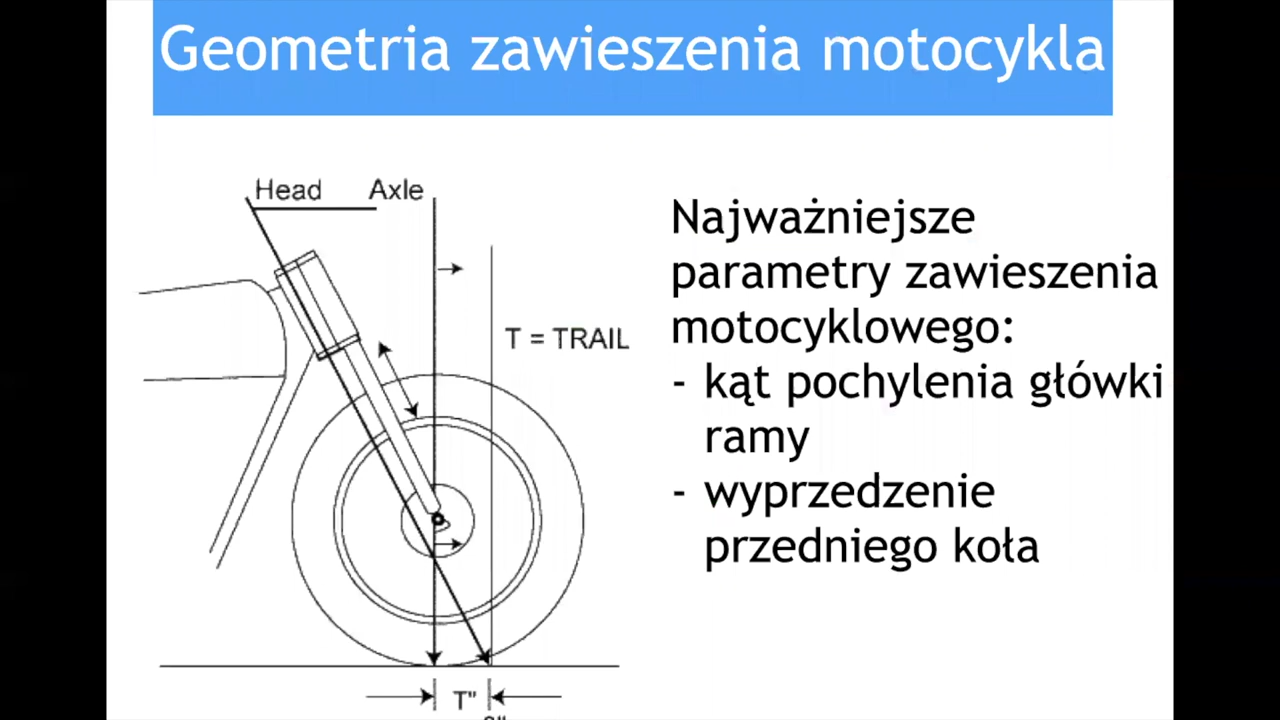 Geometria zawieszenia motocykla
Head Axle
T = TRAIL
Najważniejsze
parametry zawieszenia
motocyklowego:
- kąt pochylenia główki
ramy
- wyprzedzenie
przedniego koła
T"